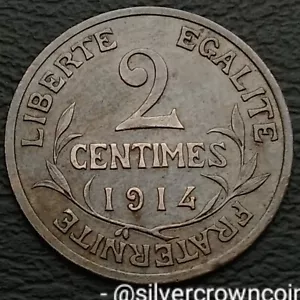 LIBERTE EGALITE
2
CENTIMES
1914
FRATERNITE
- @silvercrowncoin